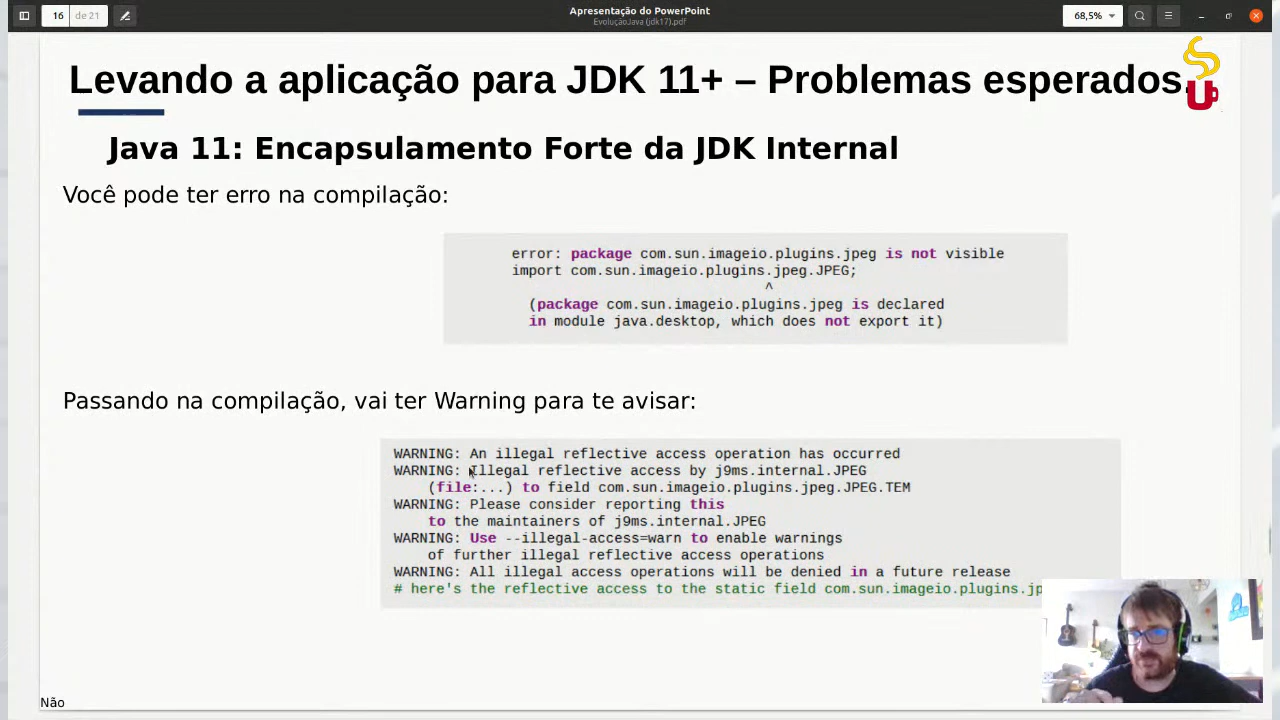 16 de 21
Apresentação do PowerPoint
EvoluçãoJava (jdk17).pdf
68,5%
Levando a aplicação para JDK 11+ – Problemas esperados.
Java 11: Encapsulamento Forte da JDK Internal
Você pode ter erro na compilação:
error: package com.sun.imageio.plugins.jpeg is not visible
import com.sun.imageio.plugins.jpeg.JPEG;
^
(package com.sun.imageio.plugins.jpeg is declared
in module java.desktop, which does not export it)
Passando na compilação, vai ter Warning para te avisar:
WARNING: An illegal reflective access operation has occurred
WARNING: Illegal reflective access by j9ms.internal.JPEG
(file:...) to field com.sun.imageio.plugins.jpeg.JPEG.TEM
WARNING: Please consider reporting this
to the maintainers of j9ms.internal.JPEG
WARNING: Use --illegal-access=warn to enable warnings
of further illegal reflective access operations
WARNING: All illegal access operations will be denied in a future release
# here's the reflective access to the static field com.sun.imageio.plugins.jp
Não